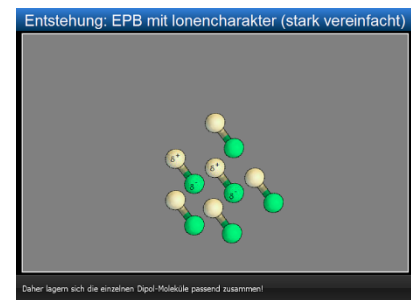 Entstehung: EPB mit Ionencharakter (stark vereinfacht)
δ+
δ-
δ+
δ-
Daher lagern sich die einzelnen Dipol-Moleküle passend zusammen!